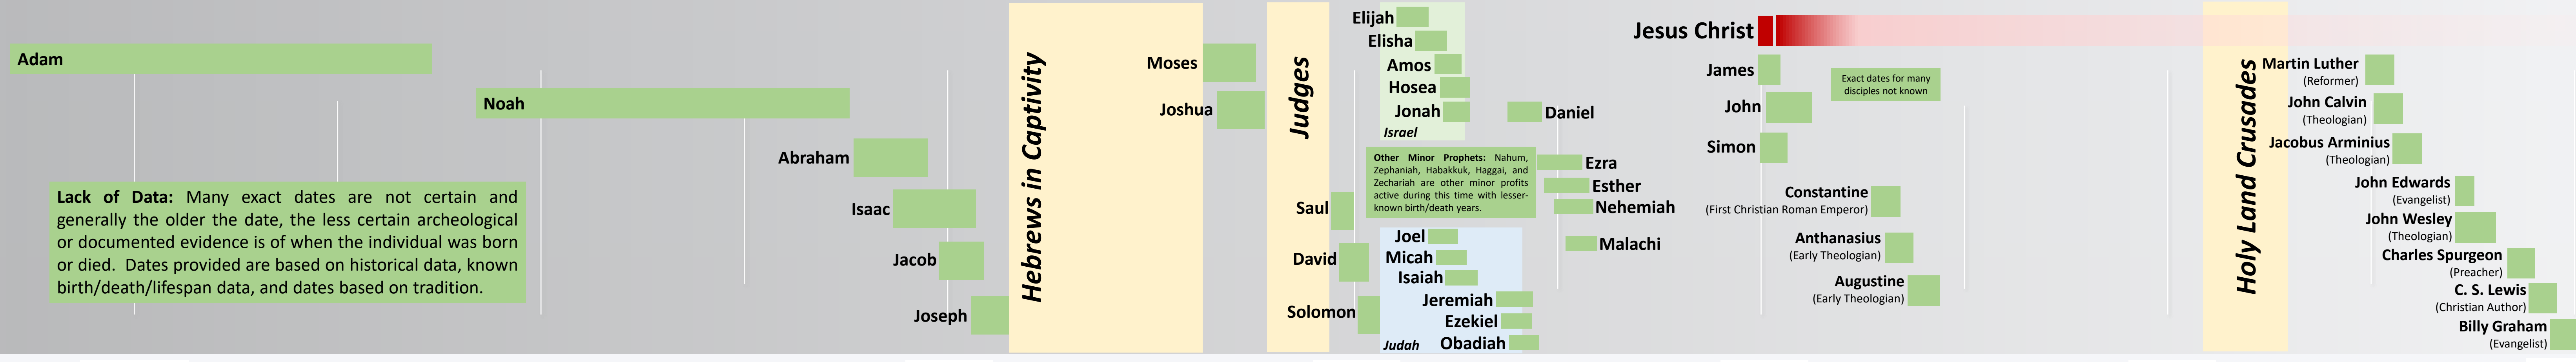 Adam
Noah
Lack of Data: Many exact dates are not certain and
generally the older the date, the less certain archeological
or documented evidence is of when the individual was born
or died. Dates provided are based on historical data, known
birth/death/lifespan data, and dates based on tradition.
Abraham
Isaac
Jacob
Joseph
Hebrews in Captivity
Moses
Joshua
Judges
Saul
David
Solomon
Elijah
Elisha
Amos
Hosea
Jonah
Israel
Other Minor Prophets: Nahum,
Zephaniah, Habakkuk, Haggai, and
Zechariah are other minor profits
active during this time with lesser-
known birth/death years.
Joel
Micah
Isaiah
Jeremiah
Ezekiel
Judah
Obadiah
Daniel
Ezra
Esther
Nehemiah
Malachi
Jesus Christ
James
John
Simon
Exact dates for many
disciples not known
Constantine
(First Christian Roman Emperor)
Anthanasius
(Early Theologian)
Augustine
(Early Theologian)
Holy Land Crusades
Martin Luther
(Reformer)
John Calvin
(Theologian)
Jacobus Arminius
(Theologian)
John Edwards
(Evangelist)
John Wesley
(Theologian)
Charles Spurgeon
(Preacher)
C. S. Lewis
(Christian Author)
Billy Graham
(Evangelist)